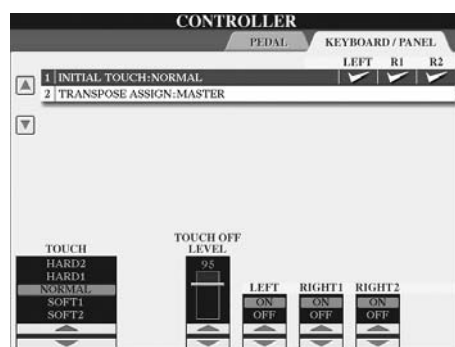 CONTROLLER
PEDAL KEYBOARD / PANEL
LEFT R1 R2
1 INITIAL TOUCH:NORMAL
2 TRANSPOSE ASSIGN:MASTER
TOUCH
HARD2
HARD1
NORMAL
SOFT1
SOFT2
TOUCH OFF
LEVEL
95
LEFT RIGHT1 RIGHT2
ON ON ON
OFF OFF OFF